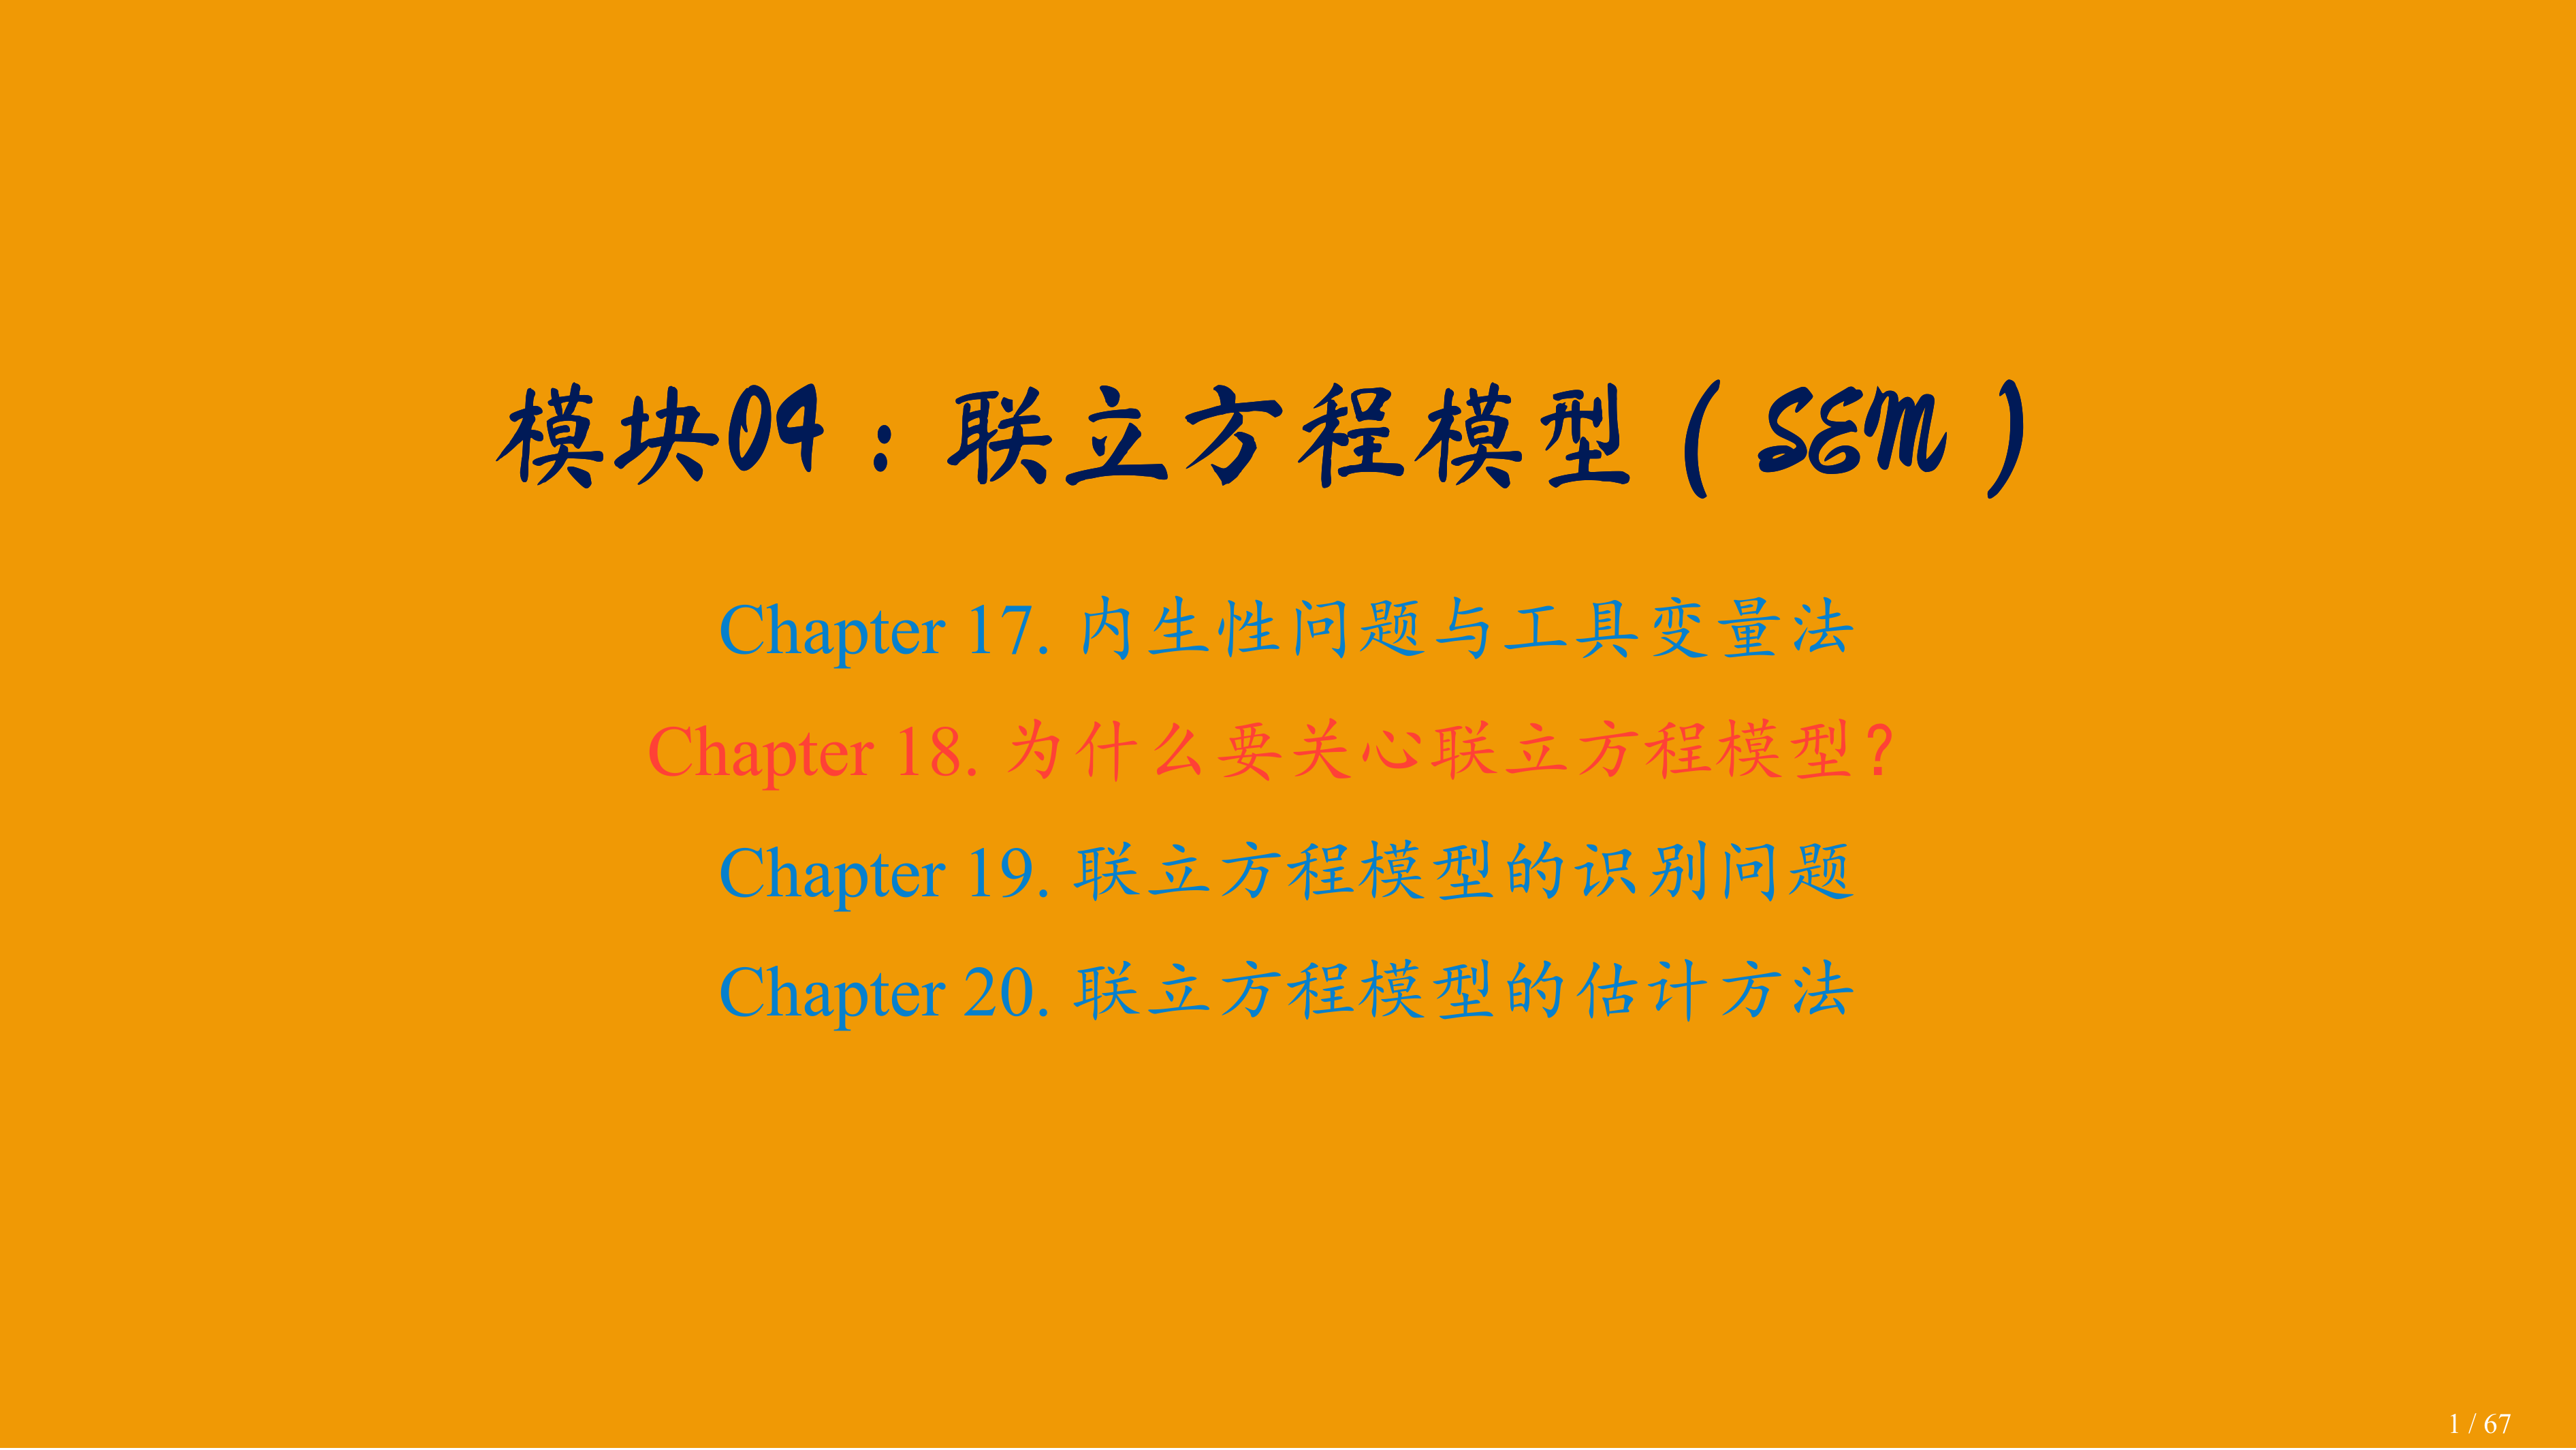 模块04：联立方程模型（SEM）
Chapter 17. 内生性问题与工具变量法
Chapter 18. 为什么要关心联立方程模型？
Chapter 19. 联立方程模型的识别问题
Chapter 20. 联立方程模型的估计方法
1 / 67